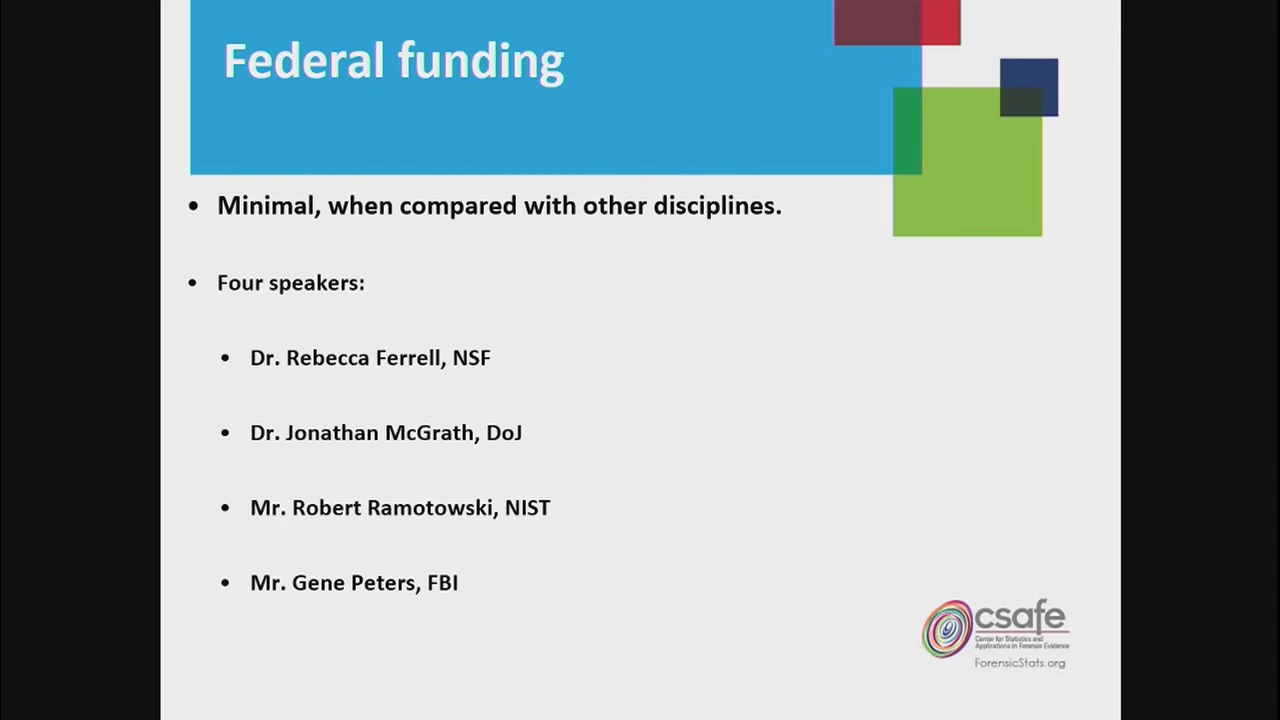 Federal funding
• Minimal, when compared with other disciplines.
• Four speakers:
• Dr. Rebecca Ferrell, NSF
• Dr. Jonathan McGrath, DoJ
• Mr. Robert Ramotowski, NIST
• Mr. Gene Peters, FBI
csafe
Center for Statistics and
Applications in Forensic Evidence
ForensicStats.org